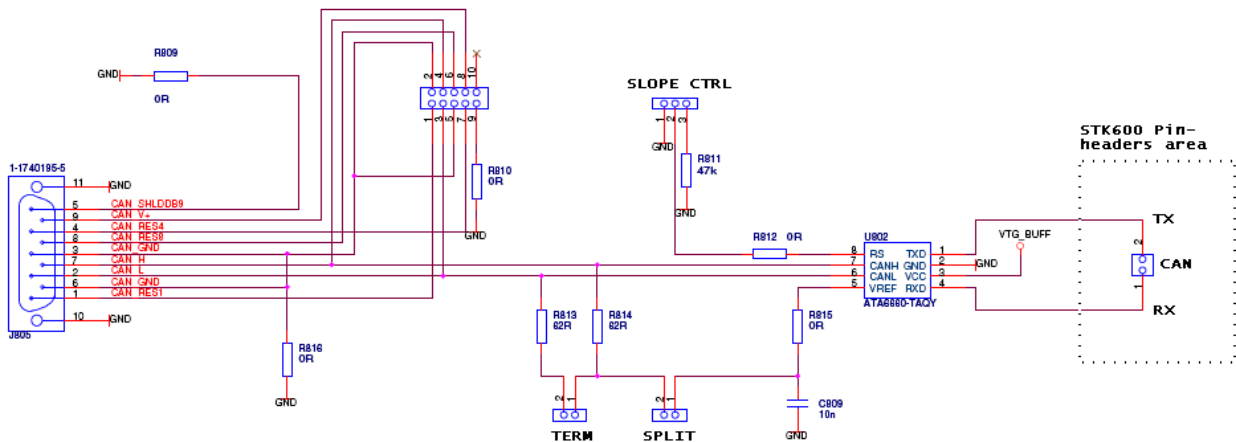 R809
GND
0R
2 4 6 8 10
1 3 5 7 9
R810
0R
GND
SLOPE CTRL
1 2 3
GND
R811
47k
GND
STK600 Pin-
headers area
1-1740195-5
11 GND
5 CAN_SHLDDB9
9 CAN_V+
4 CAN_RES4
8 CAN_RES8
3 CAN_GND
7 CAN_H
2 CAN_L
6 CAN_GND
1 CAN_RES1
10 GND
J805
R816
0R
GND
R812 0R
U802
8 RS TXD 1
7 CANH GND 2
6 CANL VCC 3
5 VREF RXD 4
ATA6660-TAQY
GND
VTG_BUFF
TX
2
CAN
1
RX
R813
62R
R814
62R
R815
0R
2 1
TERM
2 1
SPLIT
C809
10n
GND